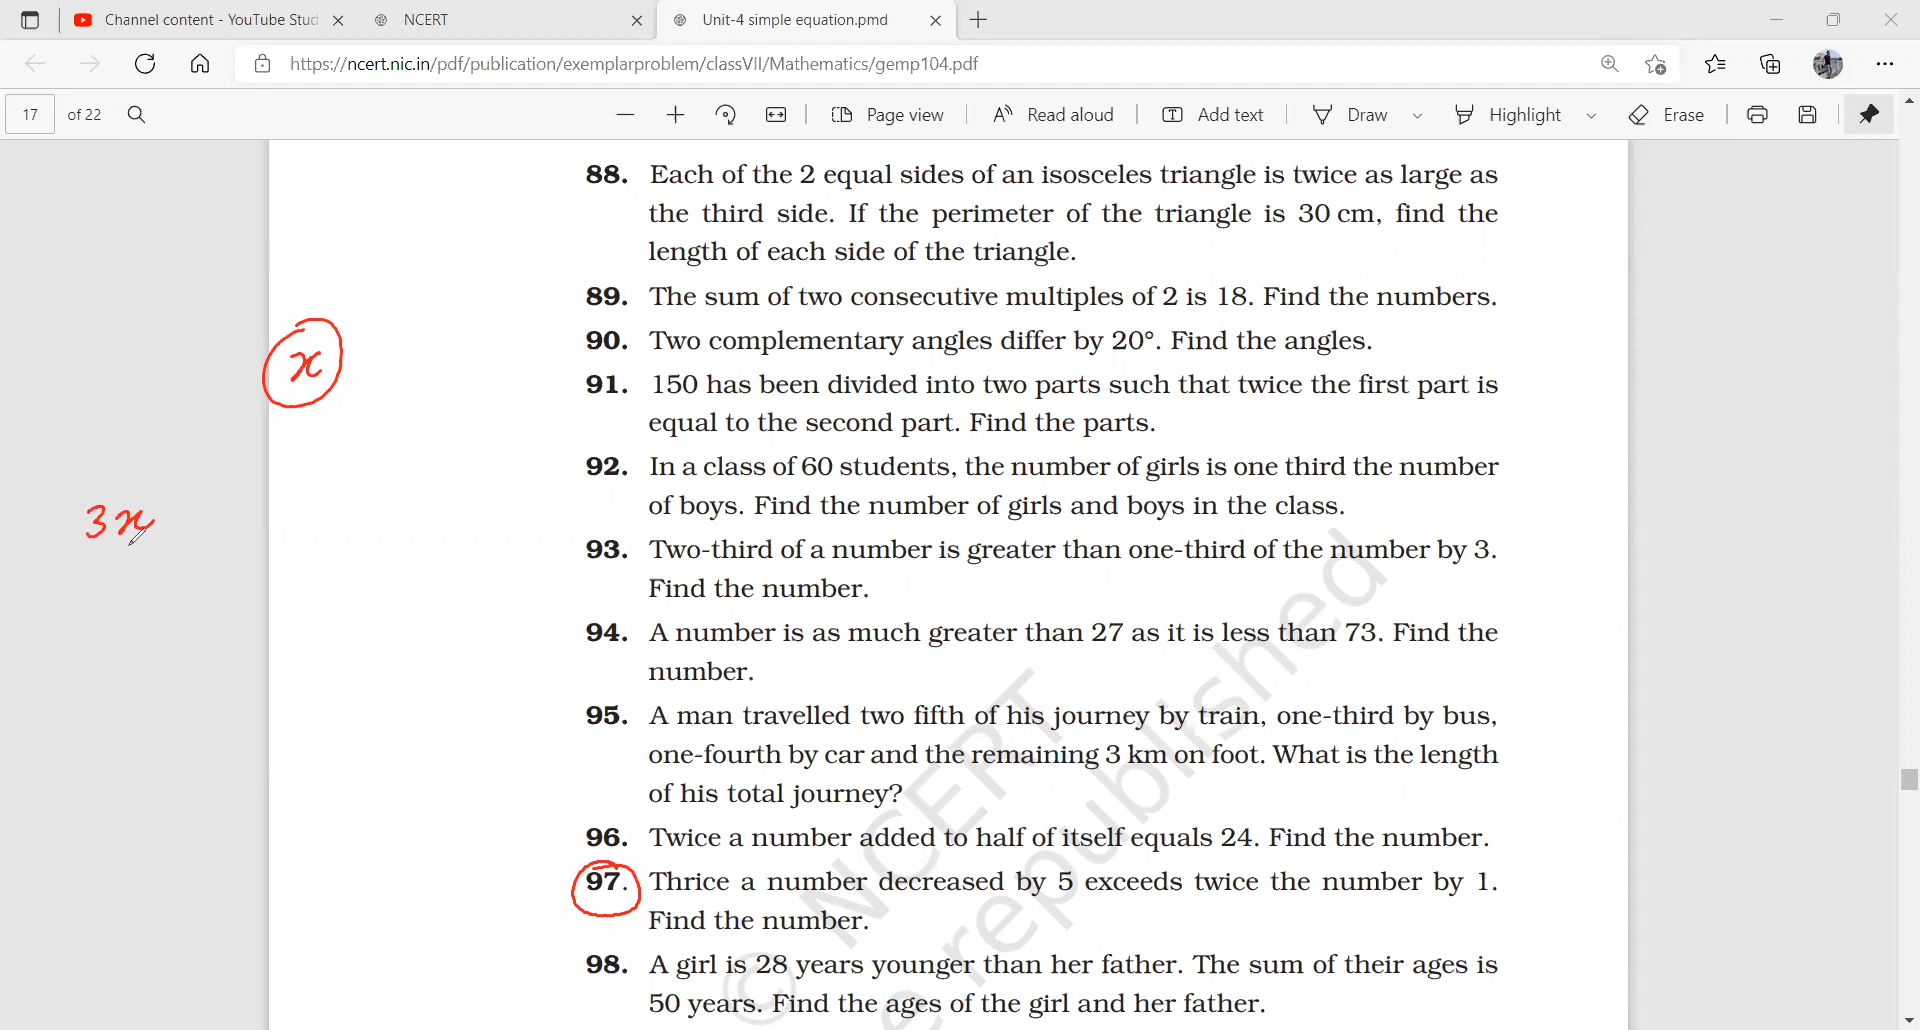 Channel content - YouTube Stud
NCERT
Unit-4 simple equation.pmd
https://ncert.nic.in/pdf/publication/exemplarproblem/classVII/Mathematics/gemp104.pdf
17 of 22
Page view
Read aloud
Add text
Draw
Highlight
Erase
88. Each of the 2 equal sides of an isosceles triangle is twice as large as
the third side. If the perimeter of the triangle is 30 cm, find the
length of each side of the triangle.
89. The sum of two consecutive multiples of 2 is 18. Find the numbers.
90. Two complementary angles differ by 20°. Find the angles.
x
91. 150 has been divided into two parts such that twice the first part is
equal to the second part. Find the parts.
92. In a class of 60 students, the number of girls is one third the number
of boys. Find the number of girls and boys in the class.
3x
93. Two-third of a number is greater than one-third of the number by 3.
Find the number.
94. A number is as much greater than 27 as it is less than 73. Find the
number.
95. A man travelled two fifth of his journey by train, one-third by bus,
one-fourth by car and the remaining 3 km on foot. What is the length
of his total journey?
96. Twice a number added to half of itself equals 24. Find the number.
97. Thrice a number decreased by 5 exceeds twice the number by 1.
Find the number.
98. A girl is 28 years younger than her father. The sum of their ages is
50 years. Find the ages of the girl and her father.
© NCERT
e republished